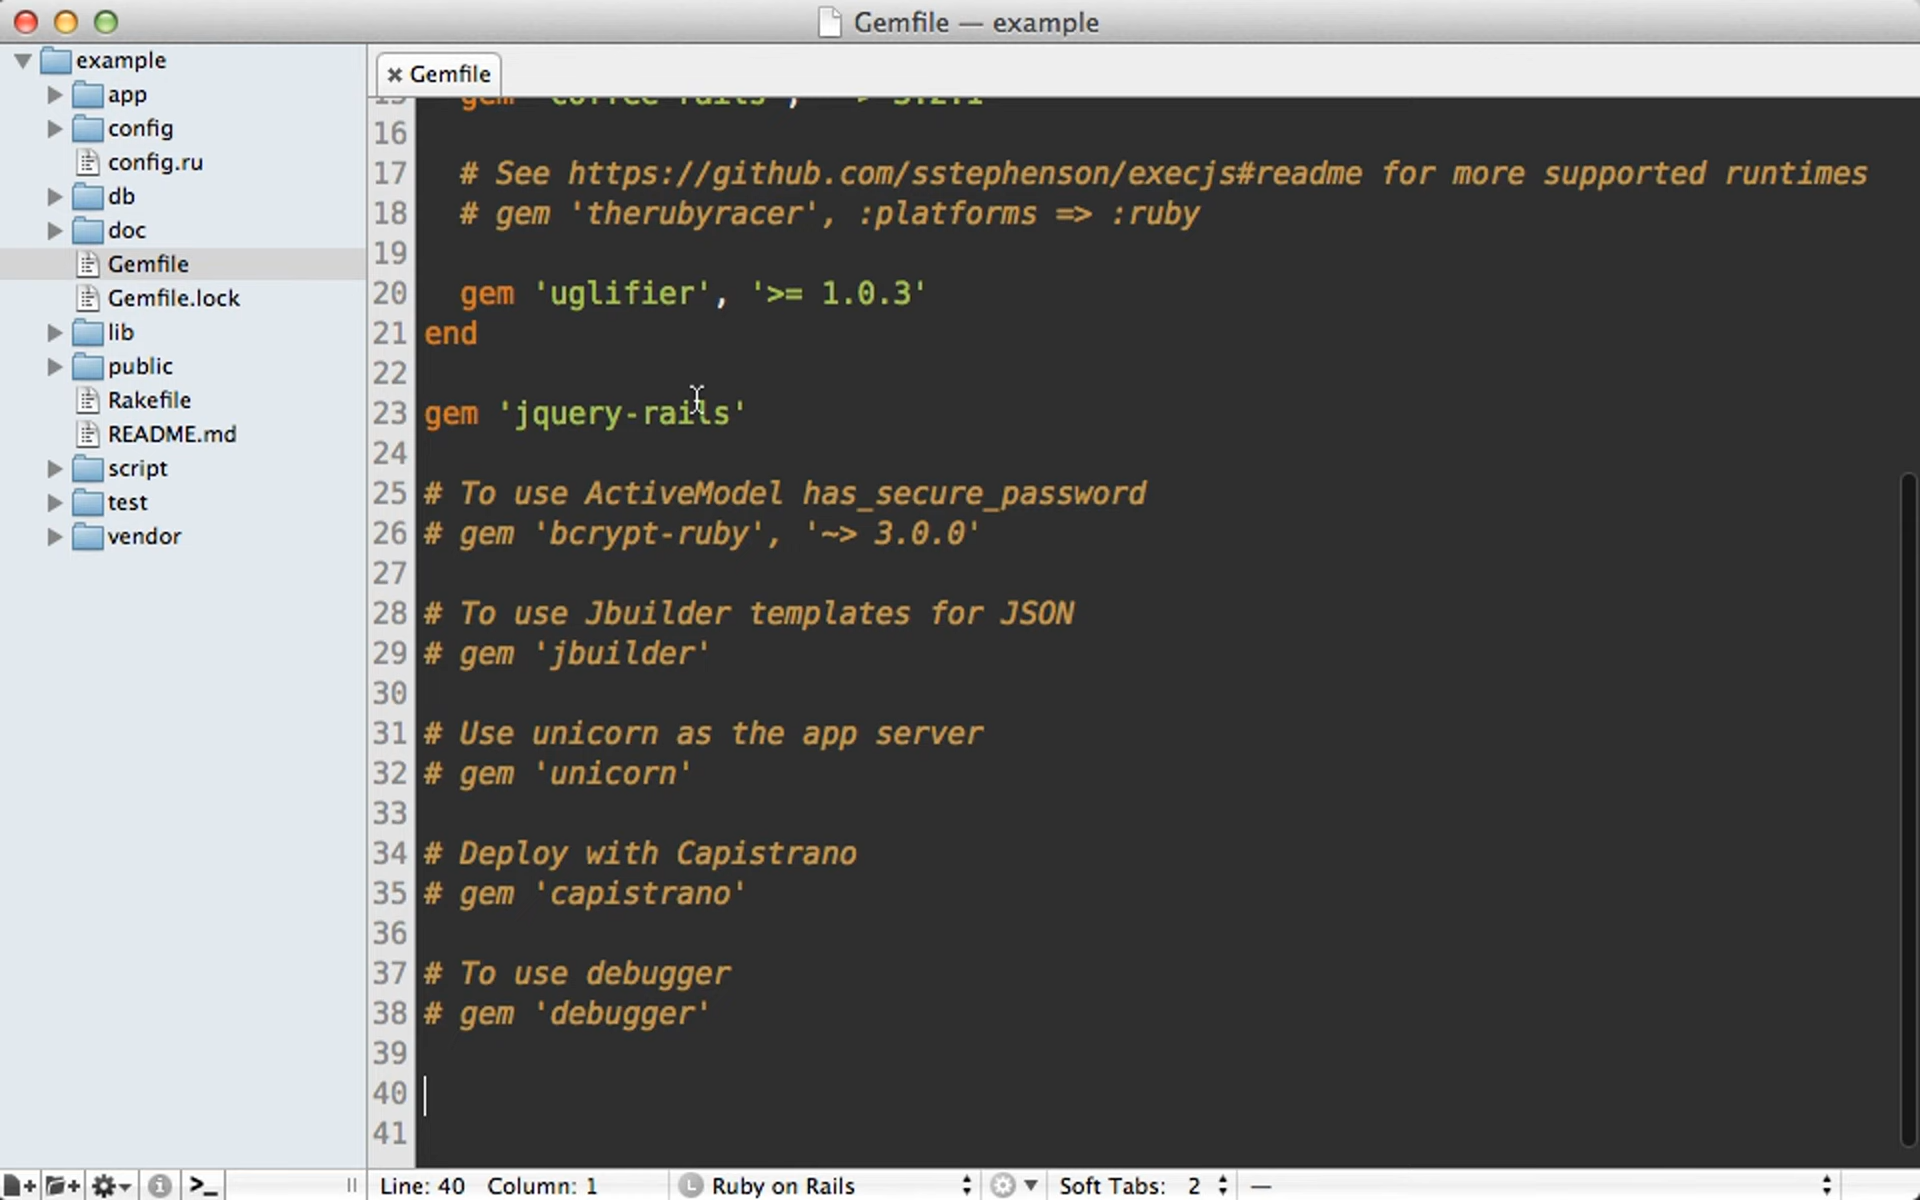 Gemfile — example
example
app
config
config.ru
db
doc
Gemfile
Gemfile.lock
lib
public
Rakefile
README.md
script
test
vendor
Gemfile
16
17 # See https://github.com/sstephenson/execjs#readme for more supported runtimes
18 # gem 'therubyracer', :platforms => :ruby
19
20 gem 'uglifier', '>= 1.0.3'
21 end
22
23 gem 'jquery-rails'
24
25 # To use ActiveModel has_secure_password
26 # gem 'bcrypt-ruby', '~> 3.0.0'
27
28 # To use Jbuilder templates for JSON
29 # gem 'jbuilder'
30
31 # Use unicorn as the app server
32 # gem 'unicorn'
33
34 # Deploy with Capistrano
35 # gem 'capistrano'
36
37 # To use debugger
38 # gem 'debugger'
39
40
41
Line: 40 Column: 1 L Ruby on Rails Soft Tabs: 2 —